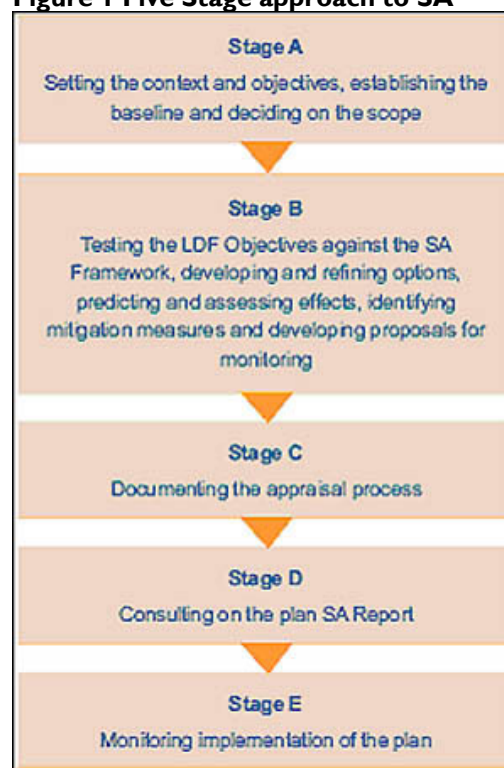 Figure 1 Five Stage approach to SA
Stage A
Setting the context and objectives, establishing the
baseline and deciding on the scope
Stage B
Testing the LDF Objectives against the SA
Framework, developing and refining options,
predicting and assessing effects, identifying
mitigation measures and developing proposals for
monitoring
Stage C
Documenting the appraisal process
Stage D
Consulting on the plan SA Report
Stage E
Monitoring implementation of the plan